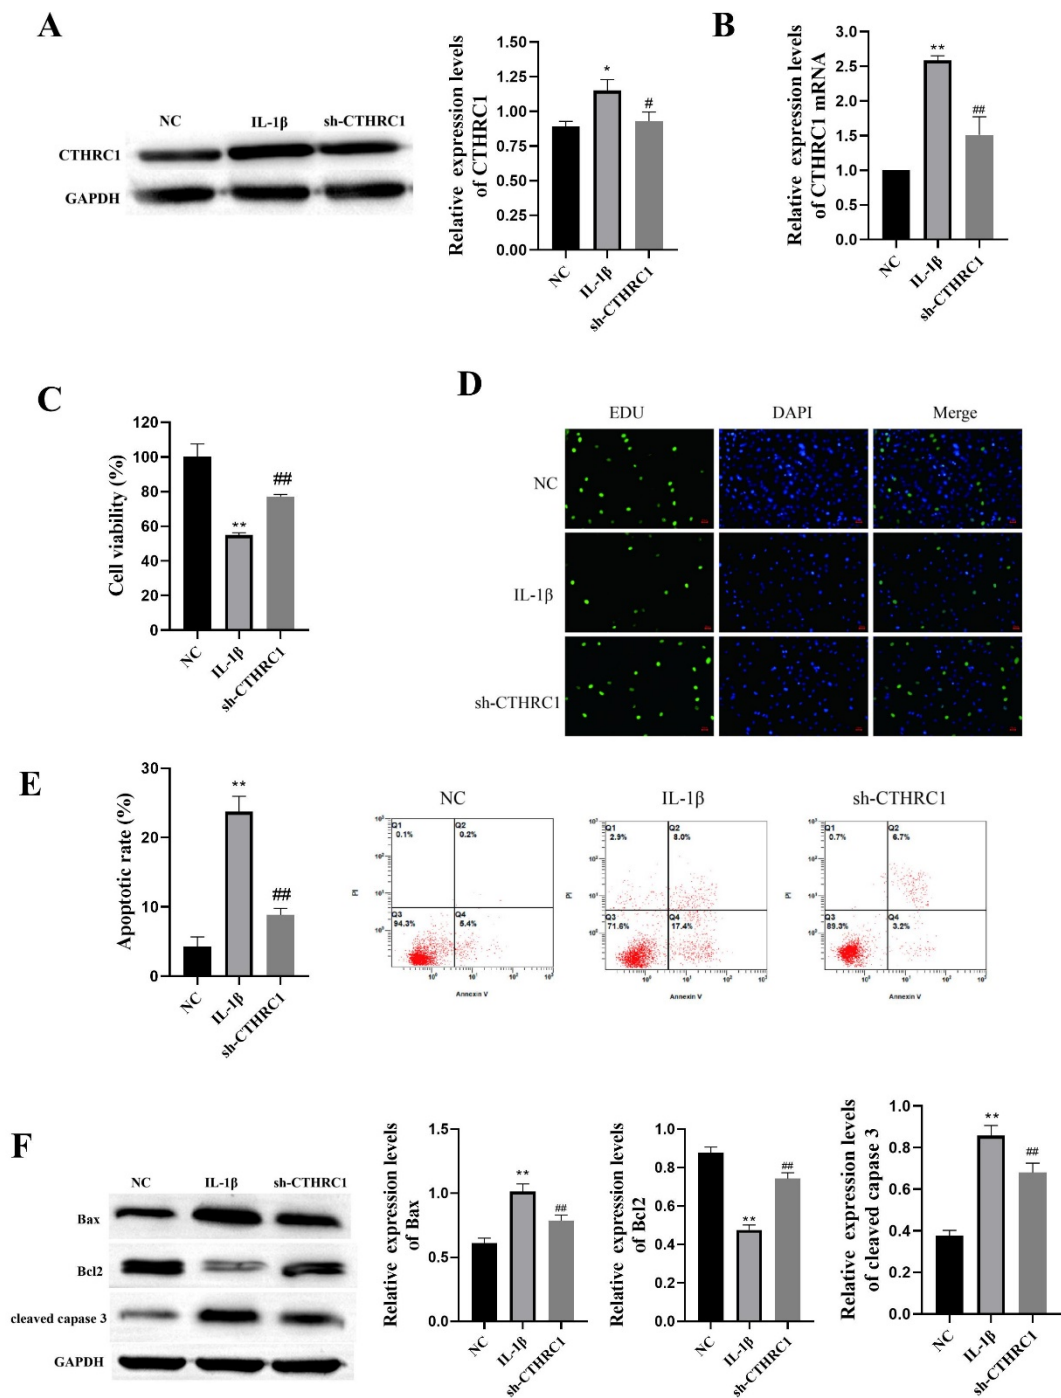 A
NC IL-1β sh-CTHRC1
CTHRC1
GAPDH
Relative expression levels
of CTHRC1
1.50
1.25
1.00
0.75
0.50
0.25
0.00
*
#
NC
IL-1β
sh-CTHRC1
B
Relative expression levels
of CTHRC1 mRNA
3.0
2.5
2.0
1.5
1.0
0.5
0.0
**
##
NC
IL-1β
sh-CTHRC1
C
Cell viability (%)
120
100
80
60
40
20
0
**
##
NC
IL-1β
sh-CTHRC1
D
EDU DAPI Merge
NC
IL-1β
sh-CTHRC1
E
Apoptotic rate (%)
30
20
10
0
**
##
NC
IL-1β
sh-CTHRC1
NC
Q1 Q2
0.1% 0.2%
PI
Q3 Q4
94.3% 5.4%
Annexin V
IL-1β
Q1 Q2
2.9% 8.0%
PI
Q3 Q4
71.6% 17.4%
Annexin V
sh-CTHRC1
Q1 Q2
0.7% 6.7%
PI
Q3 Q4
89.3% 3.2%
Annexin V
F
NC IL-1β sh-CTHRC1
Bax
Bcl2
cleaved capase 3
GAPDH
Relative expression levels
of Bax
1.5
1.0
0.5
0.0
**
##
NC
IL-1β
sh-CTHRC1
Relative expression levels
of Bcl2
1.0
0.8
0.6
0.4
0.2
0.0
**
##
NC
IL-1β
sh-CTHRC1
Relative expression levels
of cleaved capase 3
1.0
0.8
0.6
0.4
0.2
0.0
**
##
NC
IL-1β
sh-CTHRC1